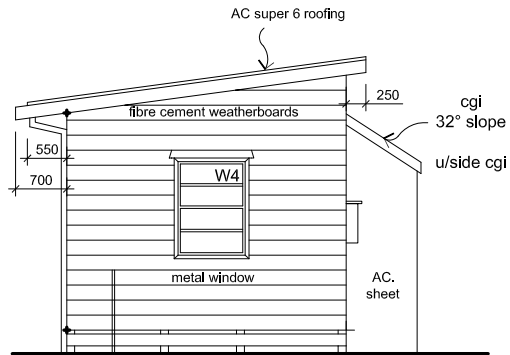 AC super 6 roofing
250
cgi
32° slope
fibre cement weatherboards
550
u/side cgi
700
W4
metal window
AC.
sheet